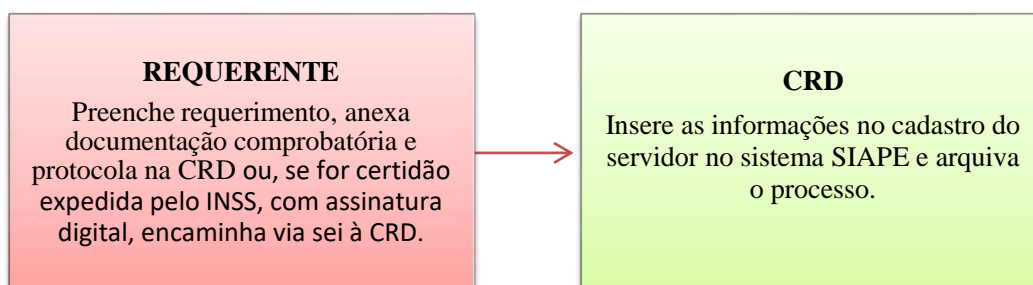 REQUERENTE
Preenche requerimento, anexa
documentação comprobatória e
protocola na CRD ou, se for certidão
expedida pelo INSS, com assinatura
digital, encaminha via sei à CRD.
CRD
Insere as informações no cadastro do
servidor no sistema SIAPE e arquiva
o processo.